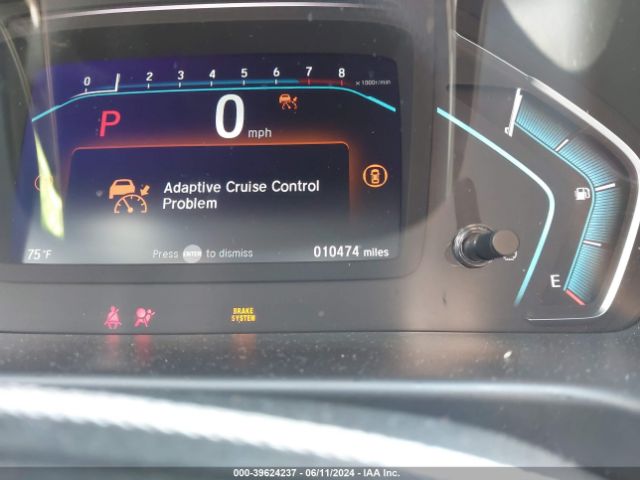 0 2 3 4 5 6 7 8 x1000r/min
P 0 mph
Adaptive Cruise Control
Problem
75°F Press ENTER to dismiss 010474 miles
E
BRAKE
SYSTEM
000-39624237 - 06/11/2024 - IAA Inc.